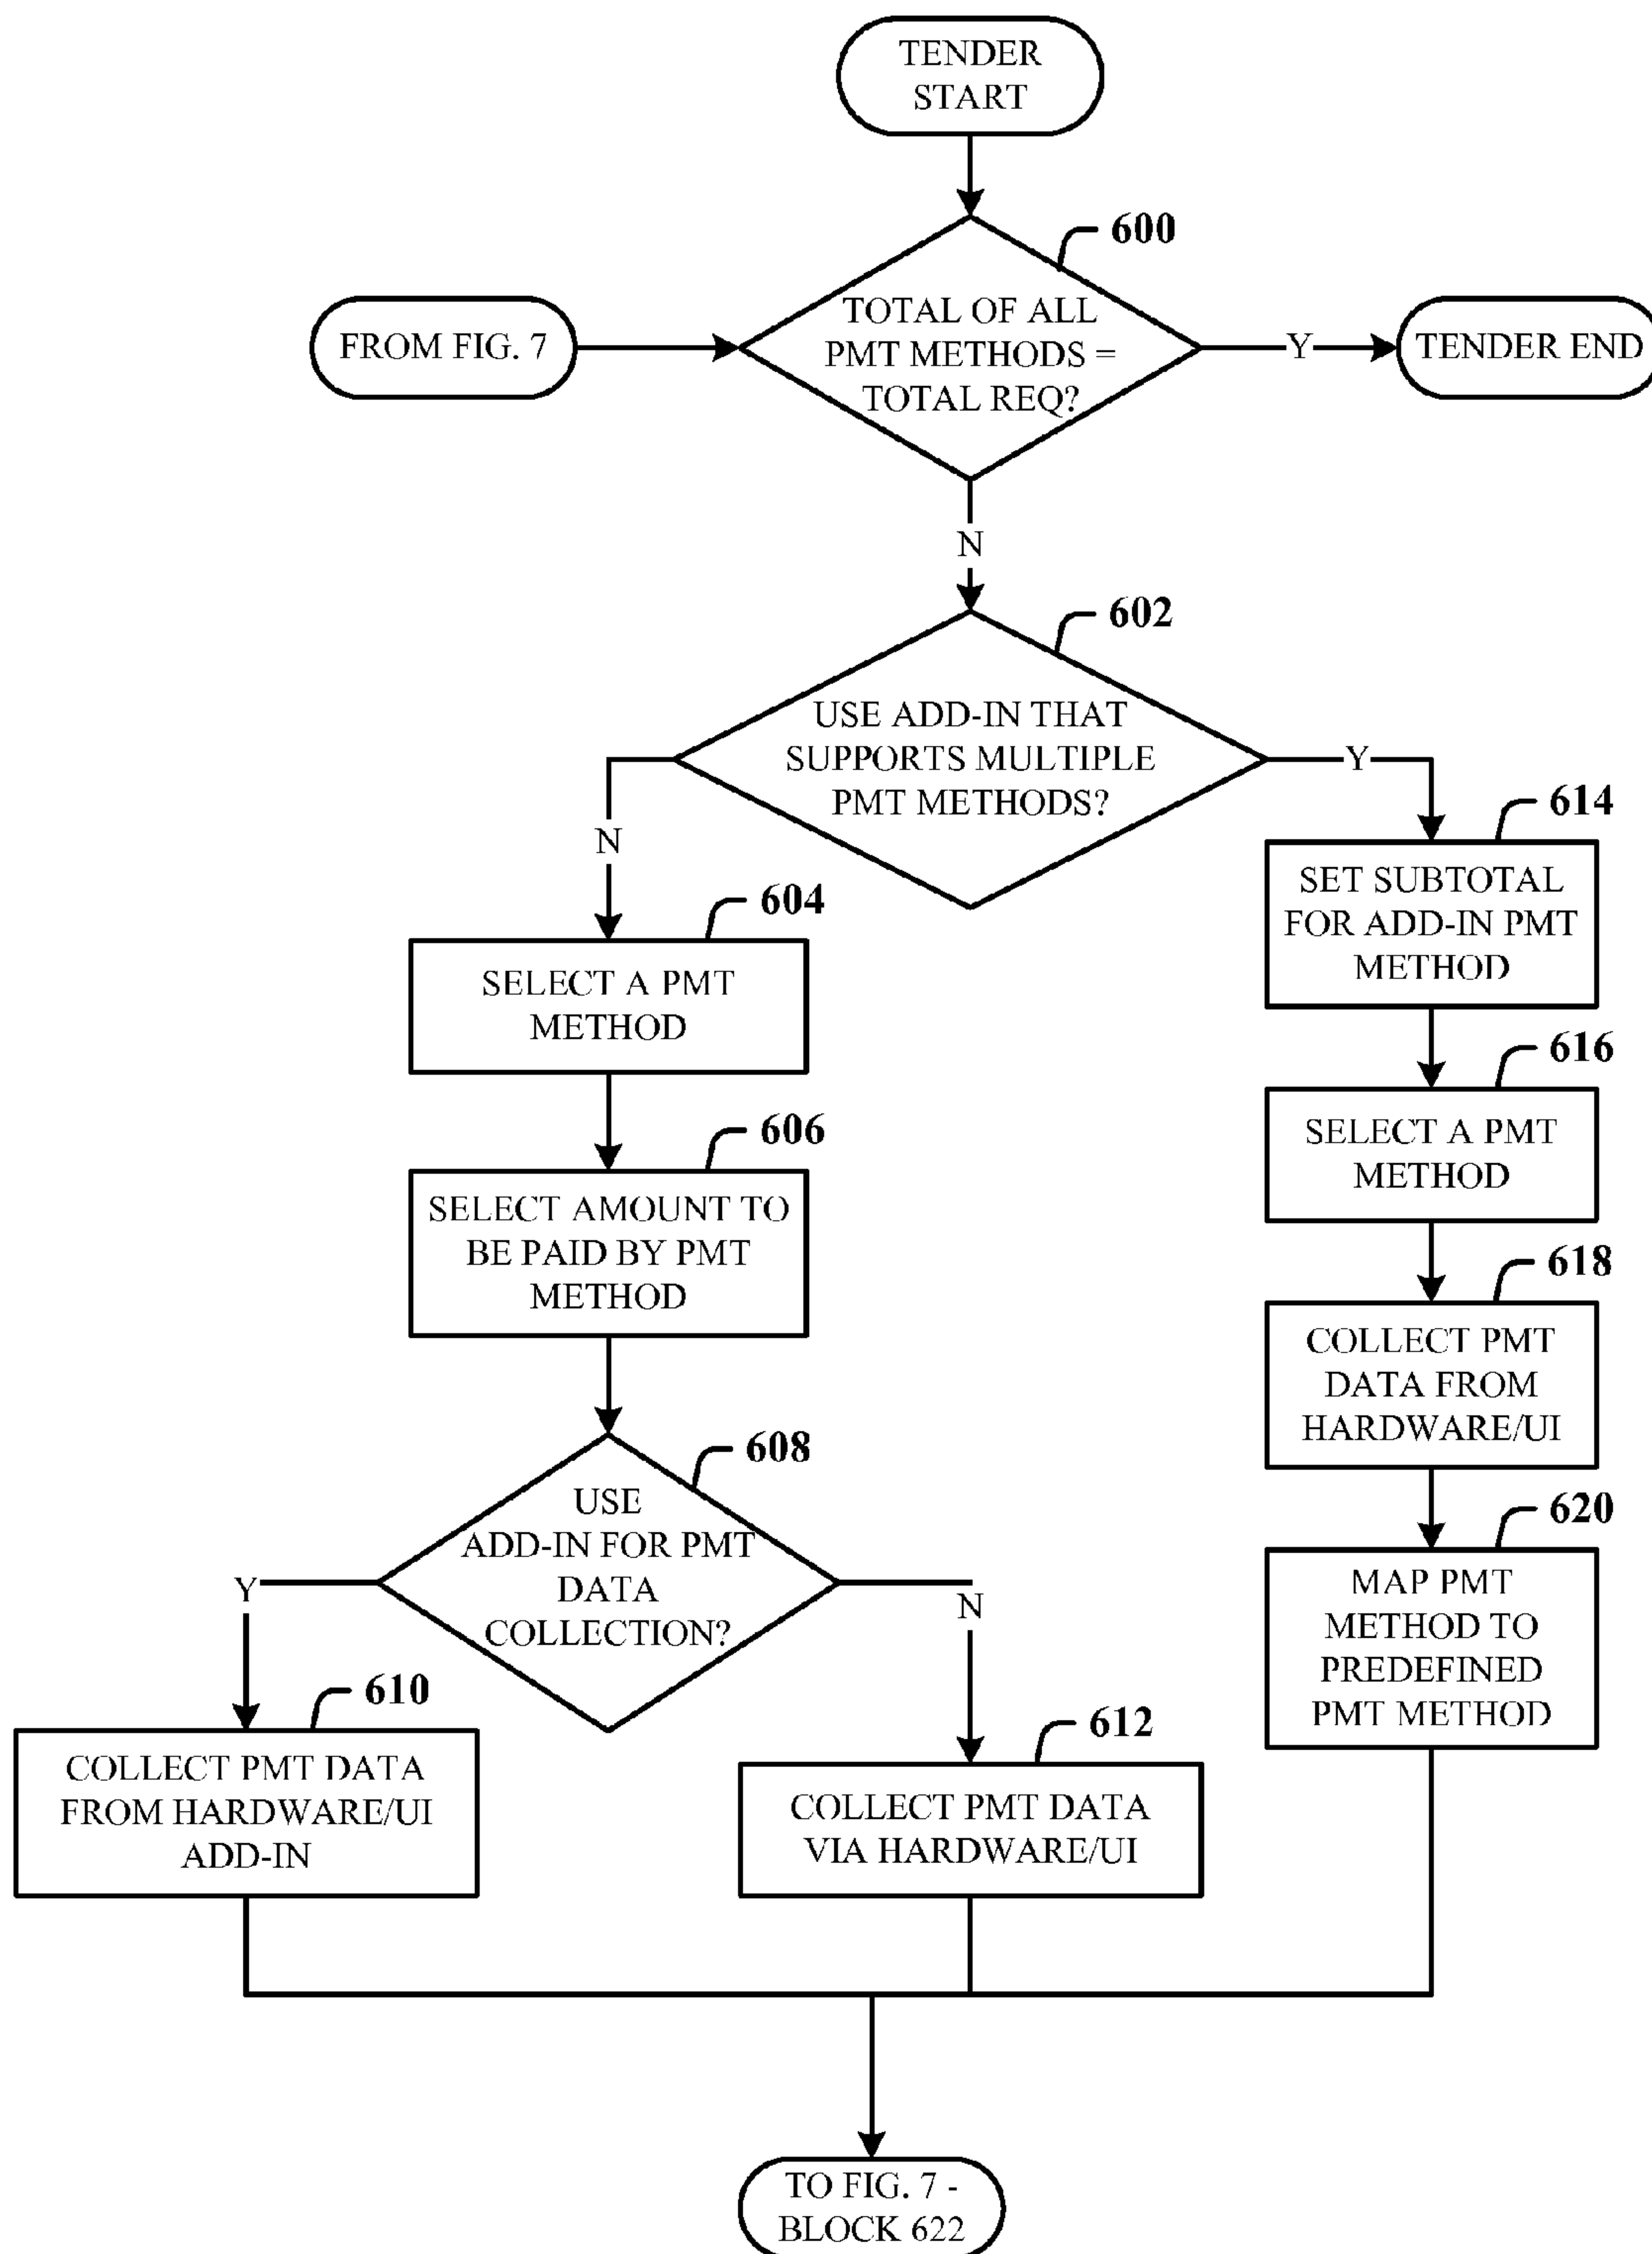 TENDER
START
600
FROM FIG. 7
TOTAL OF ALL
PMT METHODS =
TOTAL REQ?
Y
TENDER END
N
602
USE ADD-IN THAT
SUPPORTS MULTIPLE
PMT METHODS?
N
Y
604
SELECT A PMT
METHOD
606
SELECT AMOUNT TO
BE PAID BY PMT
METHOD
608
USE
ADD-IN FOR PMT
DATA
COLLECTION?
Y
N
610
COLLECT PMT DATA
FROM HARDWARE/UI
ADD-IN
612
COLLECT PMT DATA
VIA HARDWARE/UI
614
SET SUBTOTAL
FOR ADD-IN PMT
METHOD
616
SELECT A PMT
METHOD
618
COLLECT PMT
DATA FROM
HARDWARE/UI
620
MAP PMT
METHOD TO
PREDEFINED
PMT METHOD
TO FIG. 7 -
BLOCK 622